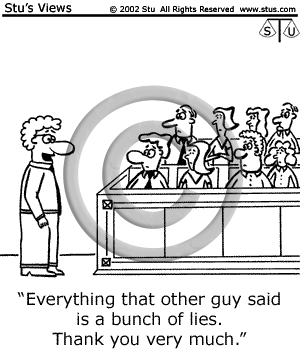 Stu's Views
© 2002 Stu All Rights Reserved www.stus.com
S T U
“Everything that other guy said
is a bunch of lies.
Thank you very much.”